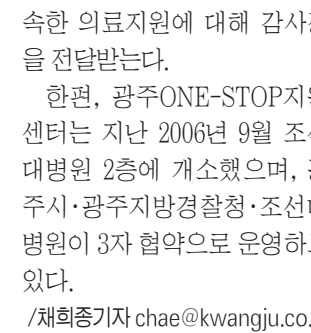 속한 의료지원에 대해
을 전달받는다.
한편, 광주ONE-STOP지원
센터는 지난 2006년 9월 조선
대병원 2층에 개소했으며,
주시·광주지방경찰청·조선대
병원이 3자 협약으로 운영하고
있다.
/채희종기자 chae@kwangju.co.